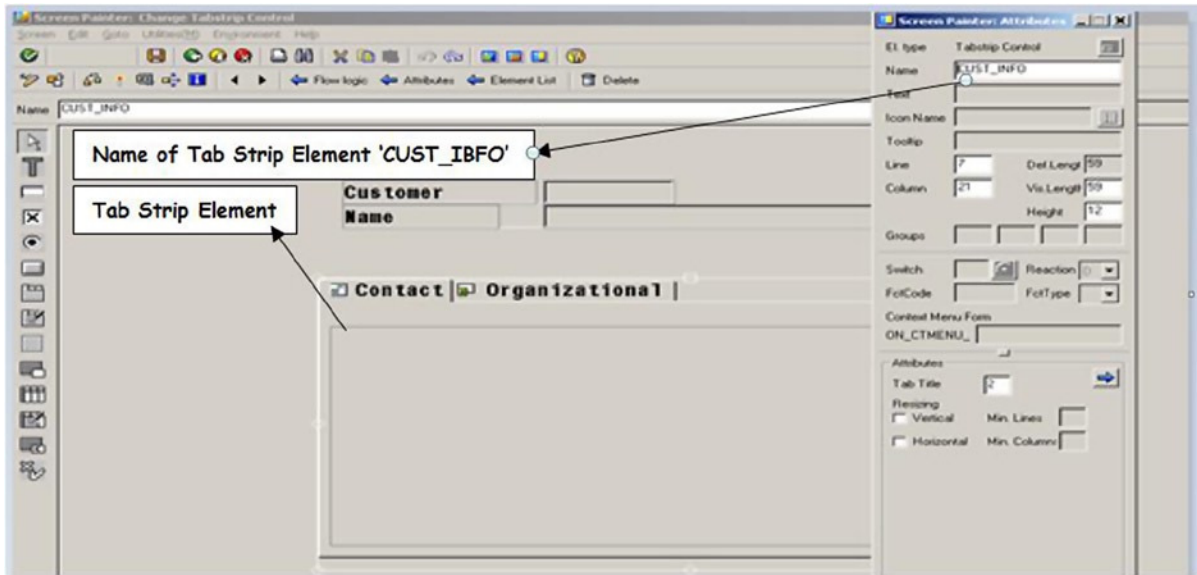 Screen Painter: Change Tabstrip Control
Screen Edit Goto Utilities(M) Environment Help
Flow logic Attributes Element List Delete
Name CUST_INFO
Name of Tab Strip Element ‘CUST_IBFO’
Tab Strip Element
Customer
Name
Contact Organizational
Screen Painter: Attributes
El. type Tabstrip Control
Name CUST_INFO
Text
Icon Name
Tooltip
Line 7 Def.Lengt 59
Column 21 Vis.Lengt 59
Height 12
Groups
Switch Reaction
FctCode FctType
Context Menu Form
ON_CTMENU_
Attributes
Tab Title 2
Resizing
Vertical Min. Lines
Horizontal Min. Column